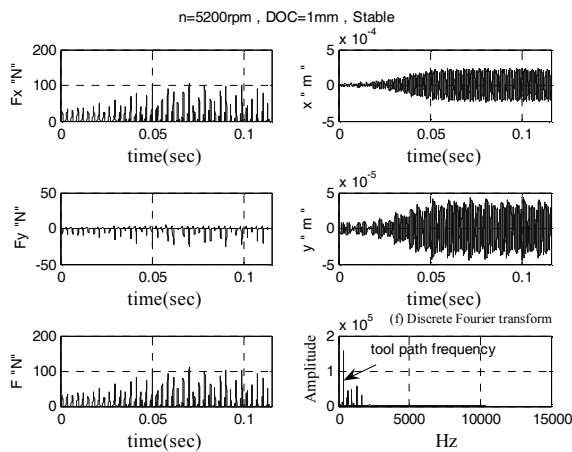 n=5200rpm , DOC=1mm , Stable
200
100
0
Fx "N"
0
0.05
0.1
time(sec)
x 10^-4
5
0
-5
x " m "
0
0.05
0.1
time(sec)
50
0
-50
Fy "N"
0
0.05
0.1
time(sec)
x 10^-5
5
0
-5
y " m "
0
0.05
0.1
time(sec)
200
100
0
F "N"
0
0.05
0.1
time(sec)
(f) Discrete Fourier transform
x 10^5
2
1
0
Amplitude
tool path frequency
0
5000
10000
15000
Hz